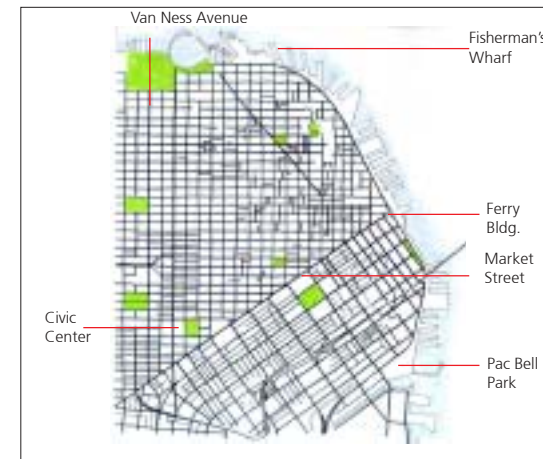 Van Ness Avenue
Fisherman's
Wharf
Ferry
Bldg.
Market
Street
Civic
Center
Pac Bell
Park